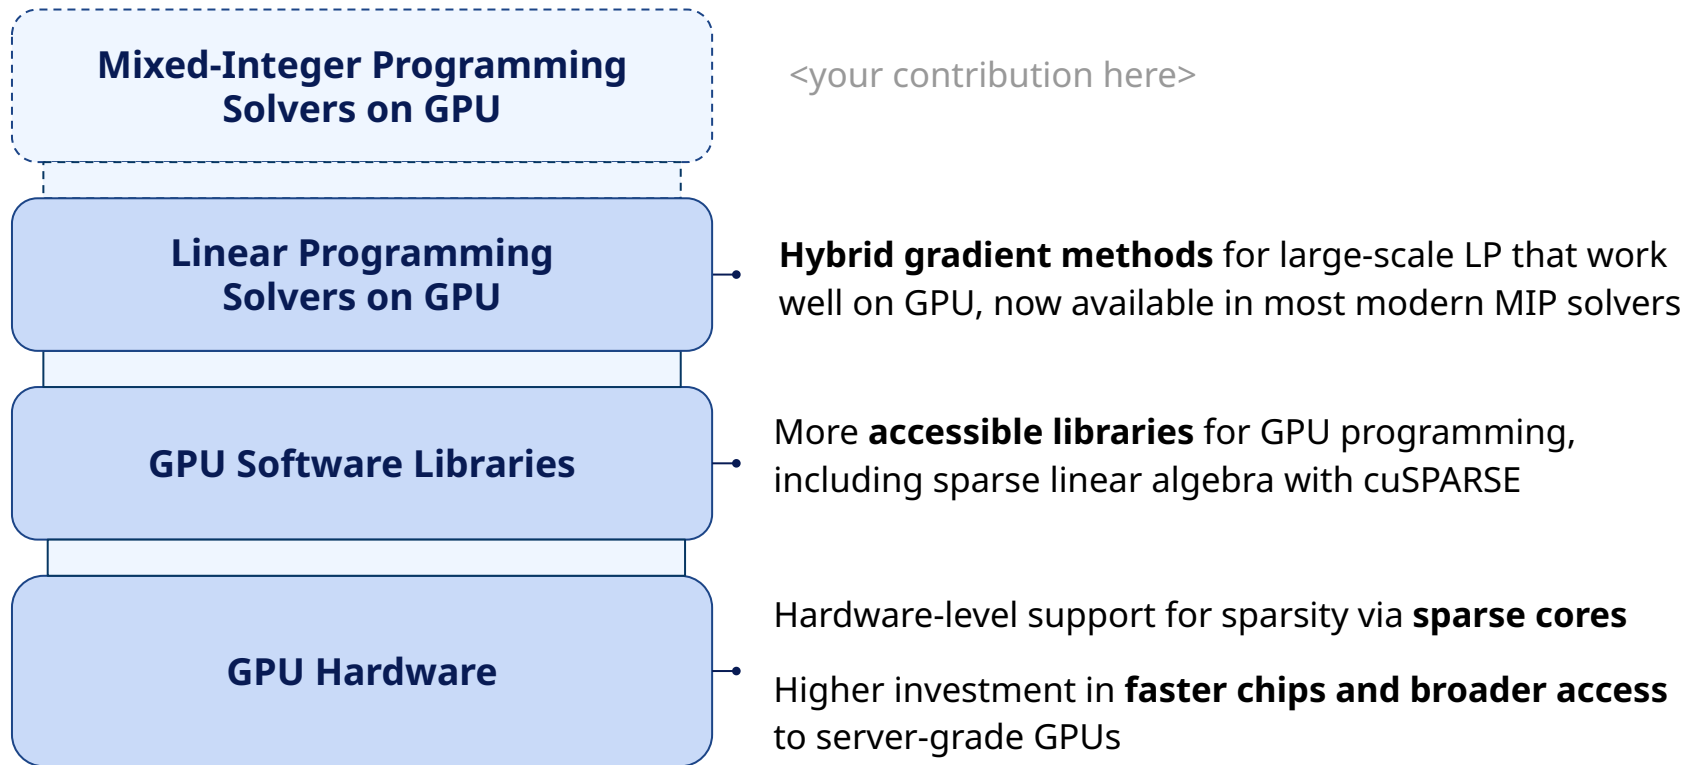 Mixed-Integer Programming
Solvers on GPU
<your contribution here>
Linear Programming
Solvers on GPU
Hybrid gradient methods for large-scale LP that work
well on GPU, now available in most modern MIP solvers
GPU Software Libraries
More accessible libraries for GPU programming,
including sparse linear algebra with cuSPARSE
GPU Hardware
Hardware-level support for sparsity via sparse cores
Higher investment in faster chips and broader access
to server-grade GPUs